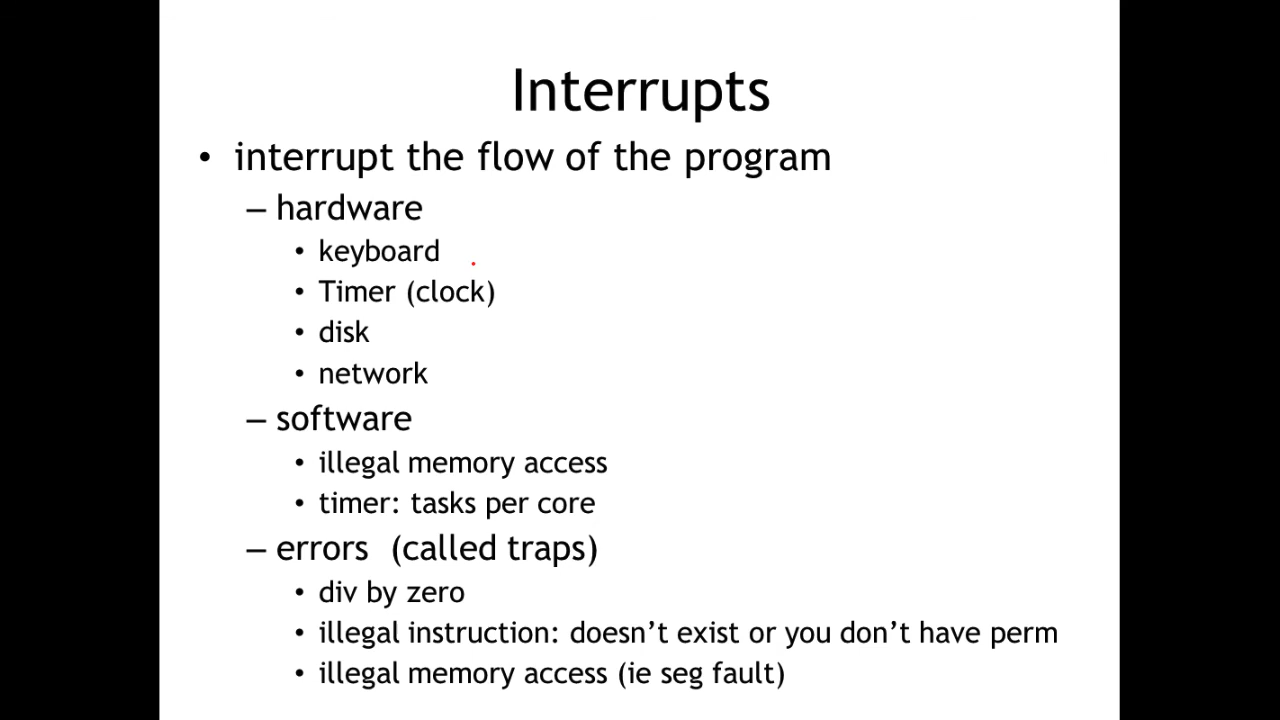 Interrupts
• interrupt the flow of the program
– hardware
• keyboard
• Timer (clock)
• disk
• network
– software
• illegal memory access
• timer: tasks per core
– errors  (called traps)
• div by zero
• illegal instruction: doesn’t exist or you don’t have perm
• illegal memory access (ie seg fault)